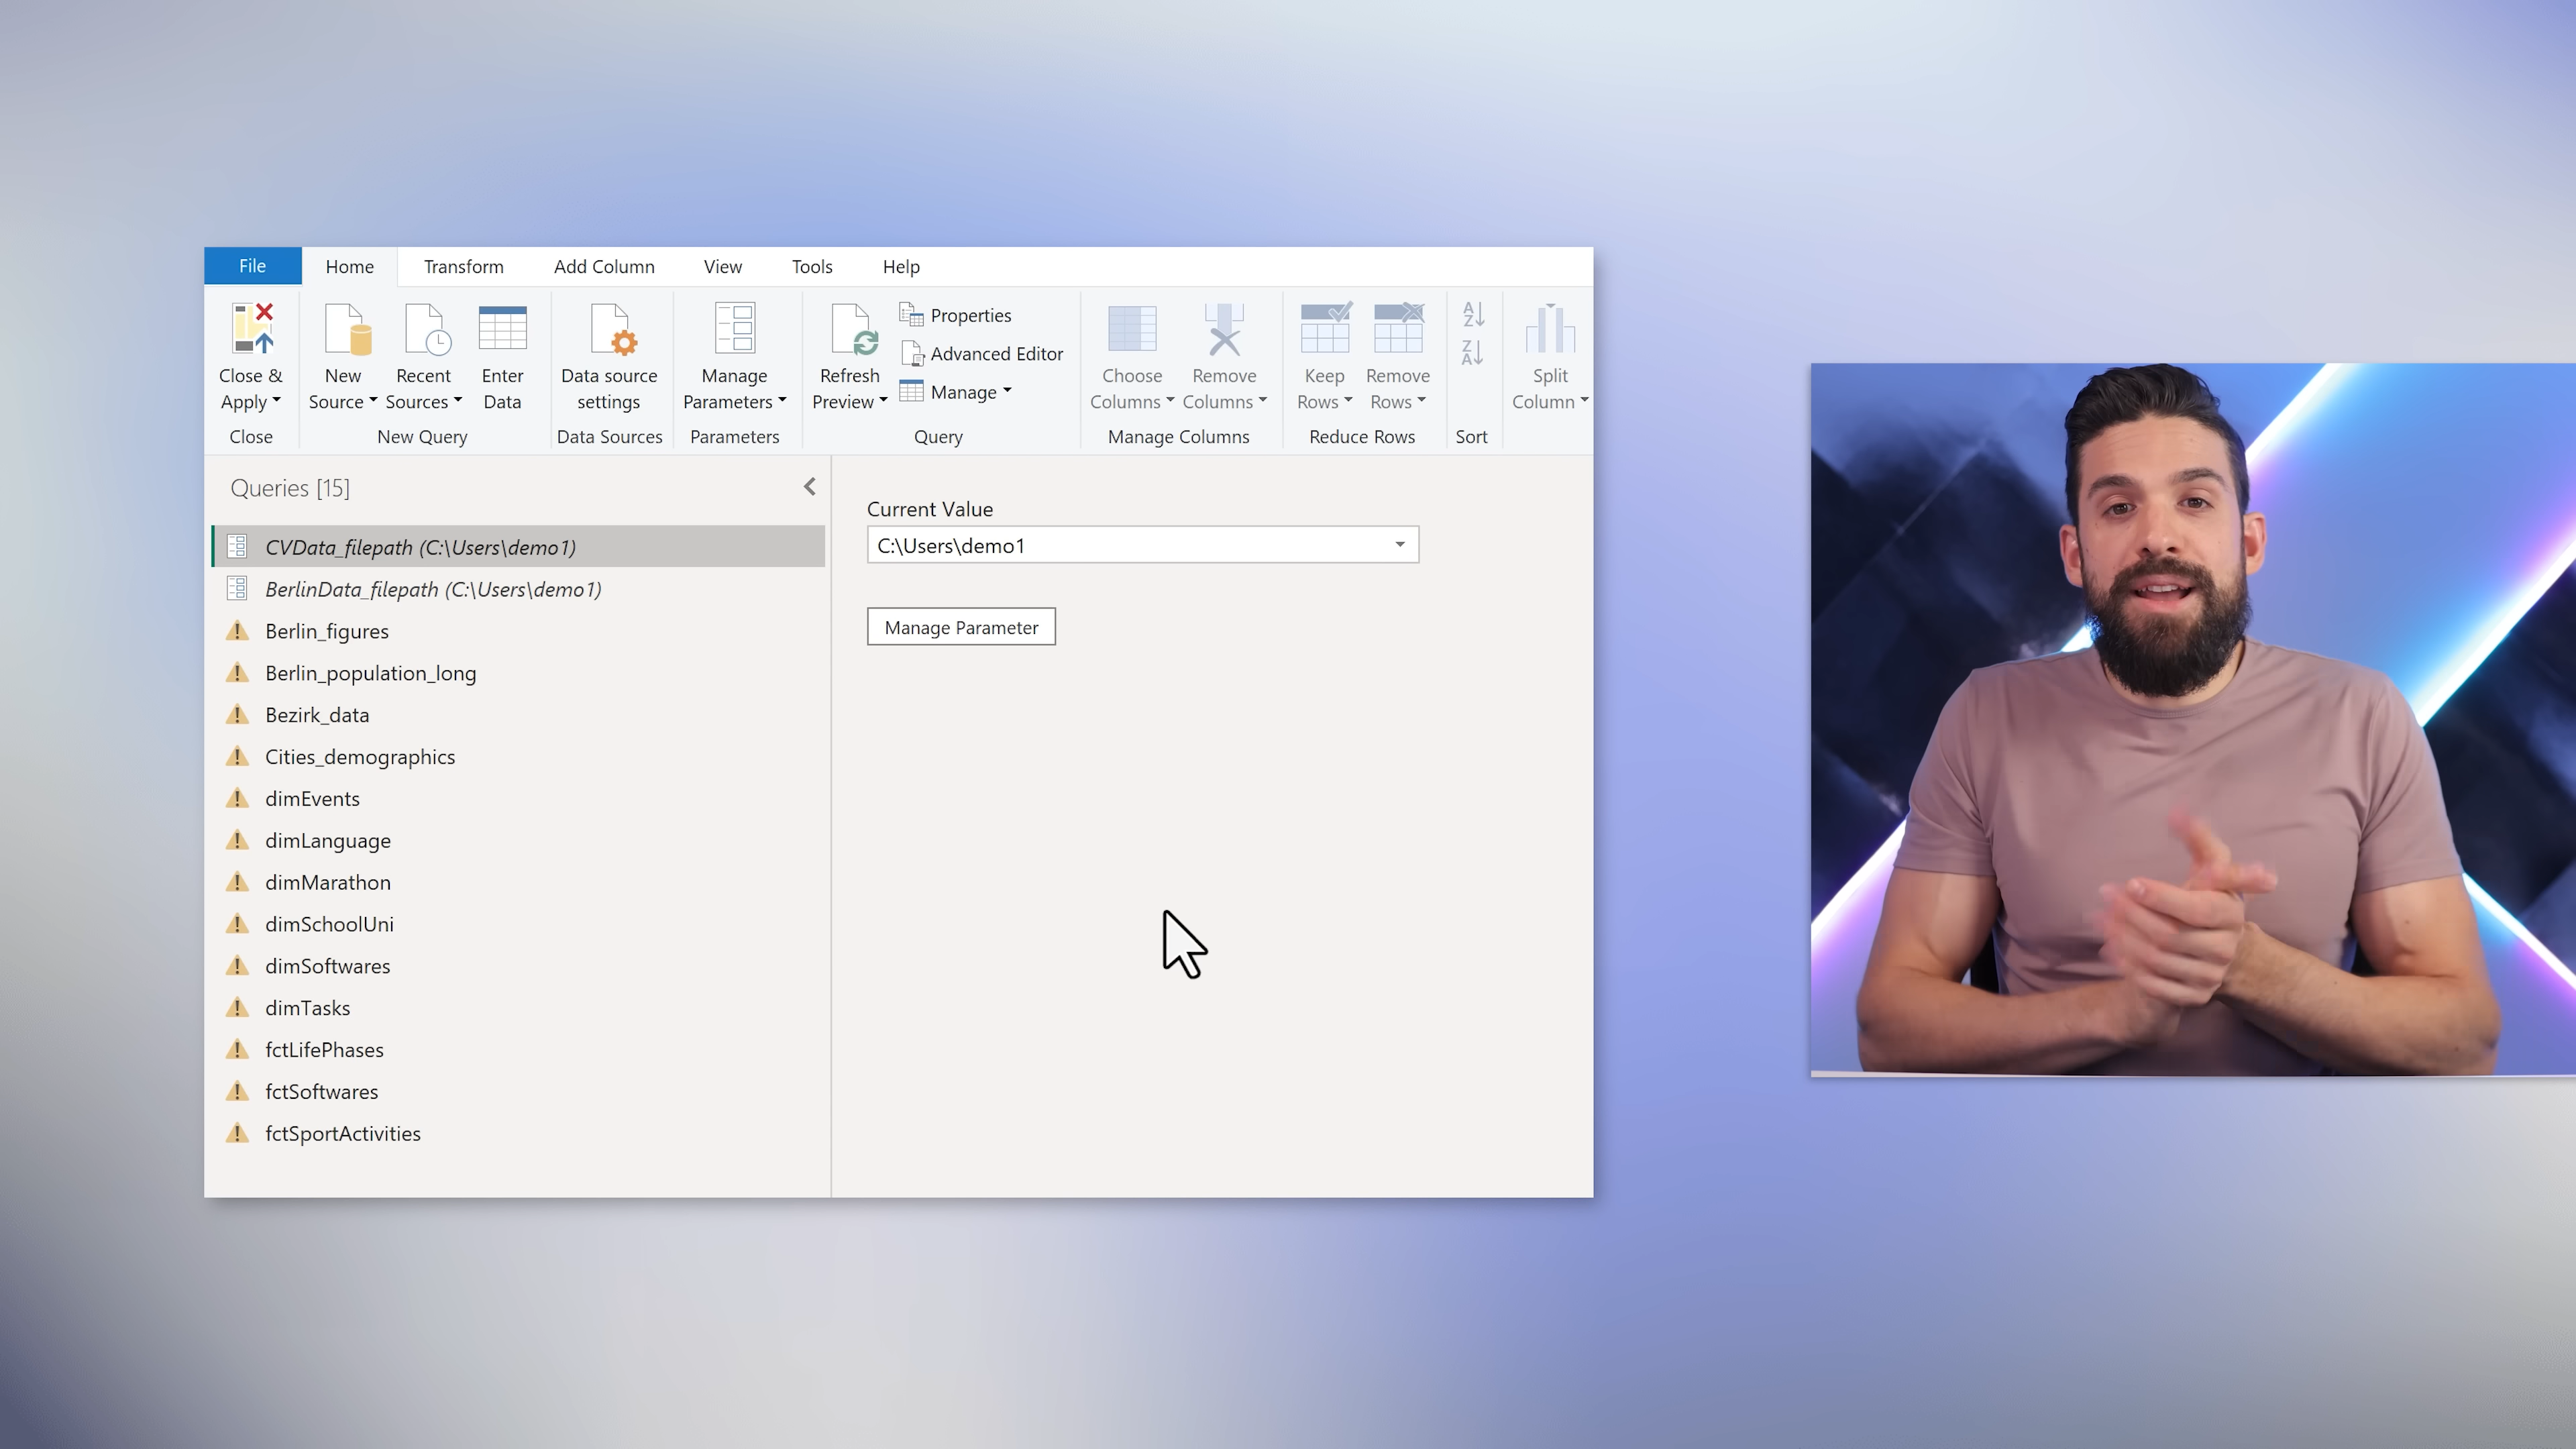 File Home Transform Add Column View Tools Help
Close & Apply
New Source
Recent Sources
Enter Data
Data source settings
Manage Parameters
Refresh Preview
Properties
Advanced Editor
Manage
Choose Columns
Remove Columns
Keep Rows
Remove Rows
A
Z
Z
A
Split Column
Close New Query Data Sources Parameters Query Manage Columns Reduce Rows Sort
Queries [15]
CVData_filepath (C:\Users\demo1)
BerlinData_filepath (C:\Users\demo1)
Berlin_figures
Berlin_population_long
Bezirk_data
Cities_demographics
dimEvents
dimLanguage
dimMarathon
dimSchoolUni
dimSoftwares
dimTasks
fctLifePhases
fctSoftwares
fctSportActivities
Current Value
C:\Users\demo1
Manage Parameter